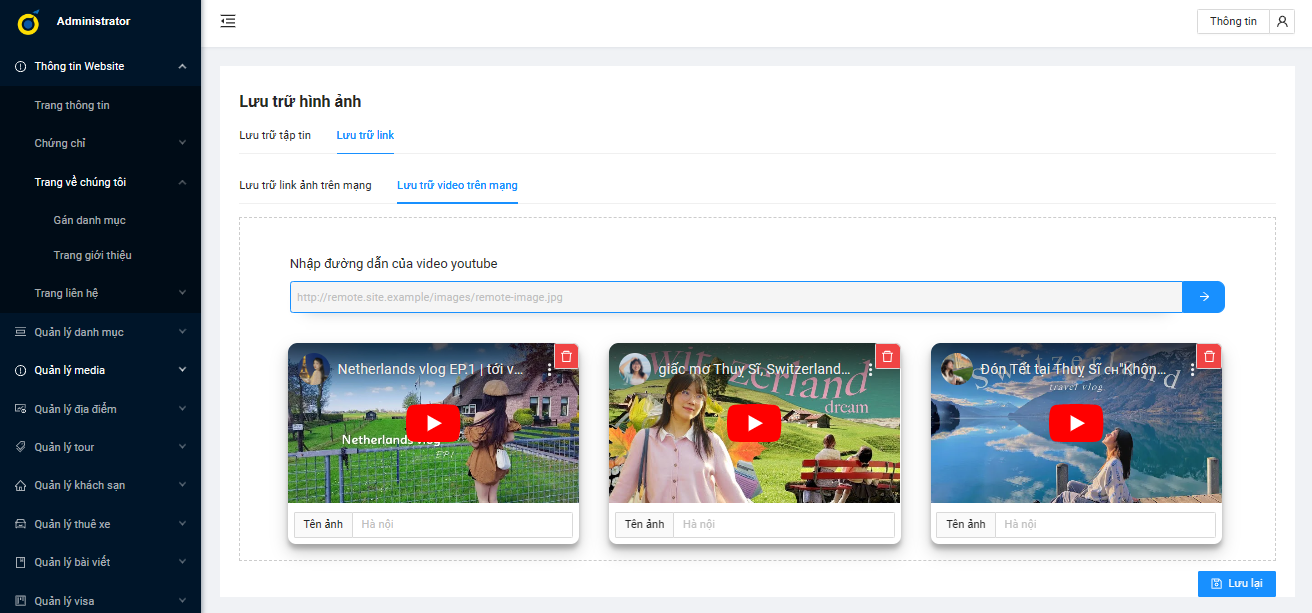 Administrator
Thông tin
Thông tin Website
Trang thông tin
Chứng chỉ
Trang về chúng tôi
Gán danh mục
Trang giới thiệu
Trang liên hệ
Quản lý danh mục
Quản lý media
Quản lý địa điểm
Quản lý tour
Quản lý khách sạn
Quản lý thuê xe
Quản lý bài viết
Quản lý visa
Lưu trữ hình ảnh
Lưu trữ tập tin
Lưu trữ link
Lưu trữ link ảnh trên mạng
Lưu trữ video trên mạng
Nhập đường dẫn của video youtube
http://remote.site.example/images/remote-image.jpg
Netherlands vlog EP.1 | tới v...
Netherlands vlog
EP.1
Tên ảnh
Hà nội
giấc mơ Thuỵ Sĩ, Switzerland...
witzerland
dream
Tên ảnh
Hà nội
Đón Tết tại Thuỵ Sĩ ᴄʜ"Khôn...
travel vlog
Tên ảnh
Hà nội
Lưu lại